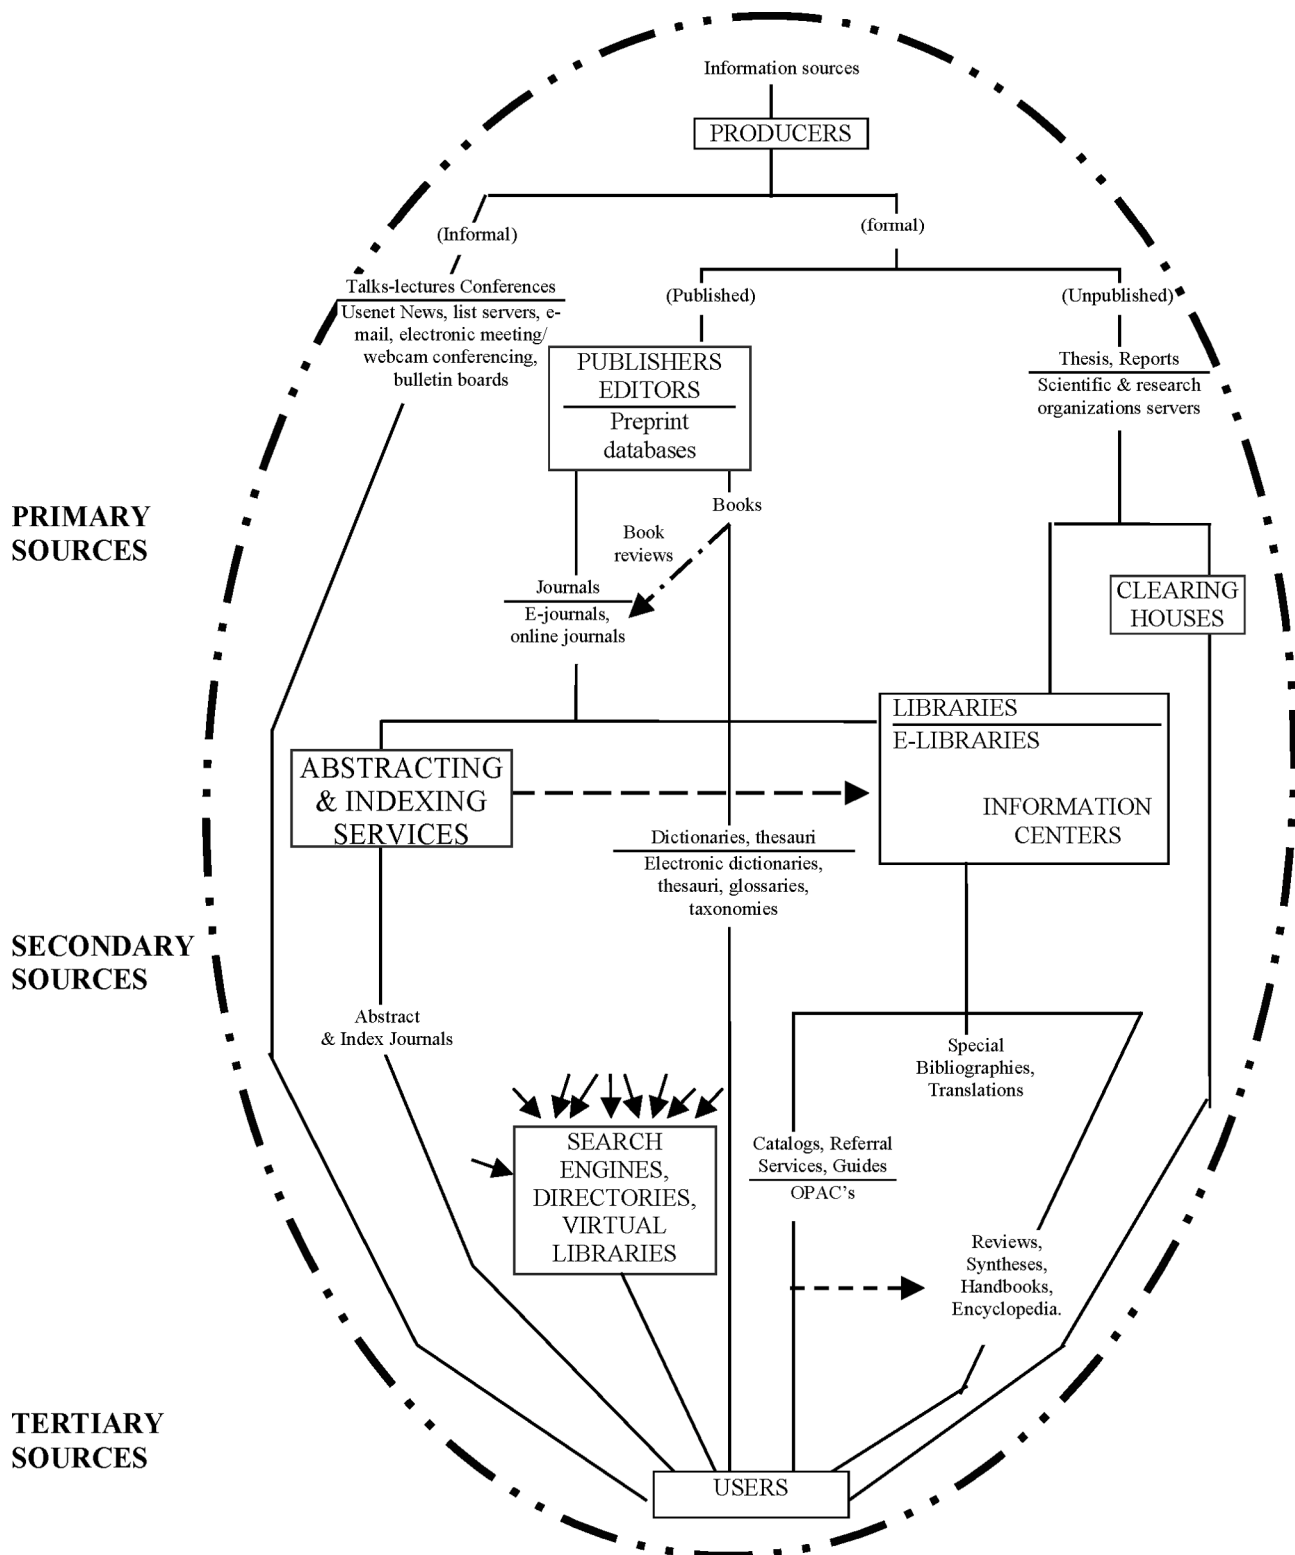 Information sources
PRODUCERS
(Informal)
(formal)
Talks-lectures Conferences
Usenet News, list servers, e-
mail, electronic meeting/
webcam conferencing,
bulletin boards
(Published)
(Unpublished)
PUBLISHERS
EDITORS
Preprint
databases
Thesis, Reports
Scientific & research
organizations servers
PRIMARY
SOURCES
Books
Book
reviews
Journals
E-journals,
online journals
CLEARING
HOUSES
LIBRARIES
E-LIBRARIES
INFORMATION
CENTERS
ABSTRACTING
& INDEXING
SERVICES
Dictionaries, thesauri
Electronic dictionaries,
thesauri, glossaries,
taxonomies
SECONDARY
SOURCES
Abstract
& Index Journals
Special
Bibliographies,
Translations
SEARCH
ENGINES,
DIRECTORIES,
VIRTUAL
LIBRARIES
Catalogs, Referral
Services, Guides
OPAC's
Reviews,
Syntheses,
Handbooks,
Encyclopedia.
TERTIARY
SOURCES
USERS